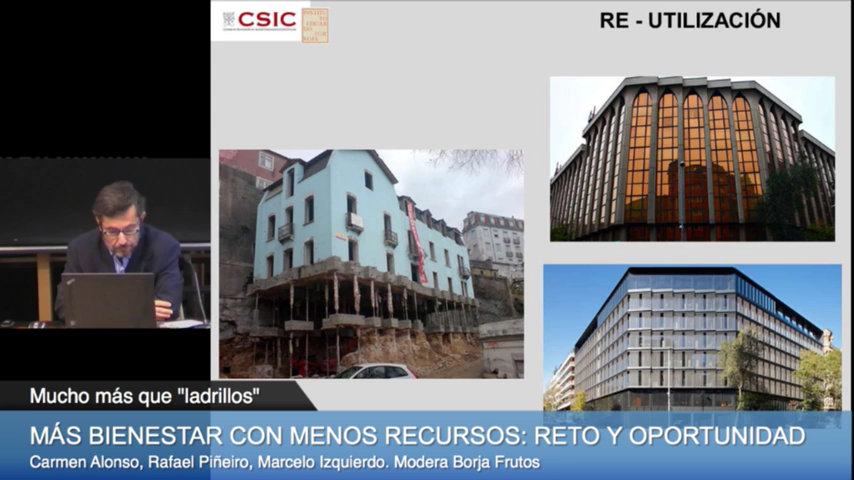 CSIC
RE - UTILIZACIÓN
Mucho más que "ladrillos"
MÁS BIENESTAR CON MENOS RECURSOS: RETO Y OPORTUNIDAD
Carmen Alonso, Rafael Piñeiro, Marcelo Izquierdo. Modera Borja Frutos